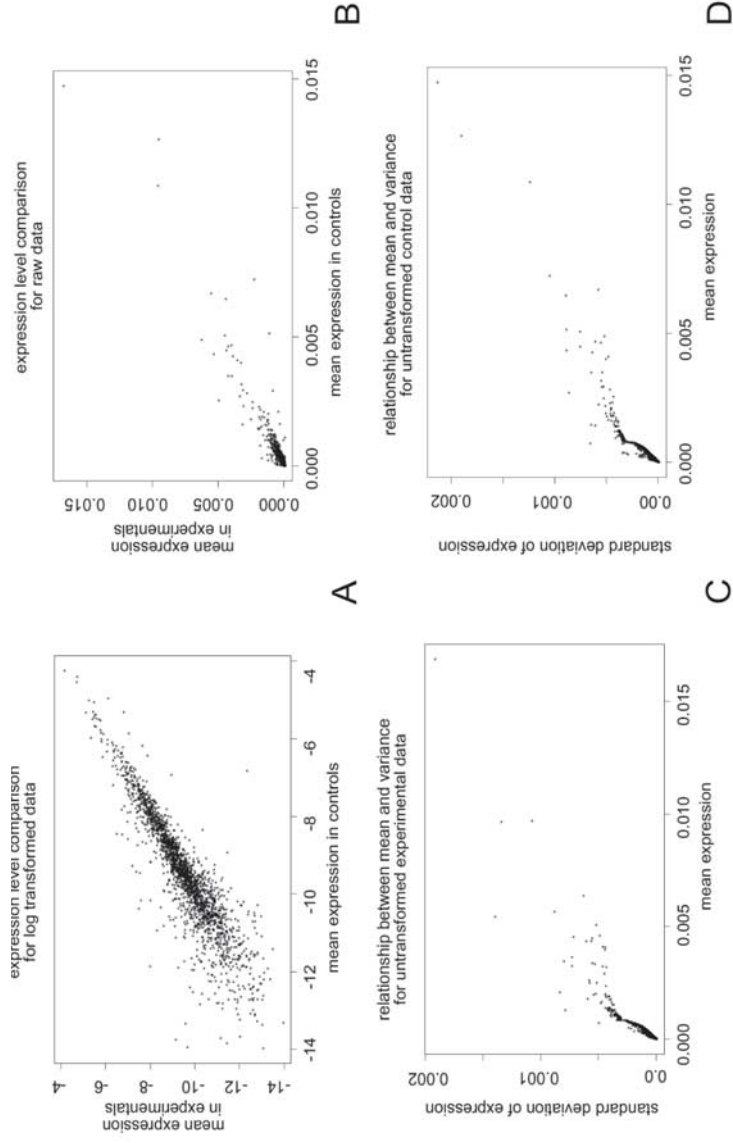 expression level comparison
for log transformed data
-4
-6
-8
-10
-12
-14
mean expression
in experimentals
-14
-12
-10
-8
-6
-4
mean expression in controls
A
expression level comparison
for raw data
0.015
0.010
0.005
0.000
mean expression
in experimentals
0.000
0.005
0.010
0.015
mean expression in controls
B
relationship between mean and variance
for untransformed experimental data
0.002
0.001
0.0
standard deviation of expression
0.000
0.005
0.010
0.015
mean expression
C
relationship between mean and variance
for untransformed control data
0.002
0.001
0.00
standard deviation of expression
0.000
0.005
0.010
0.015
mean expression
D